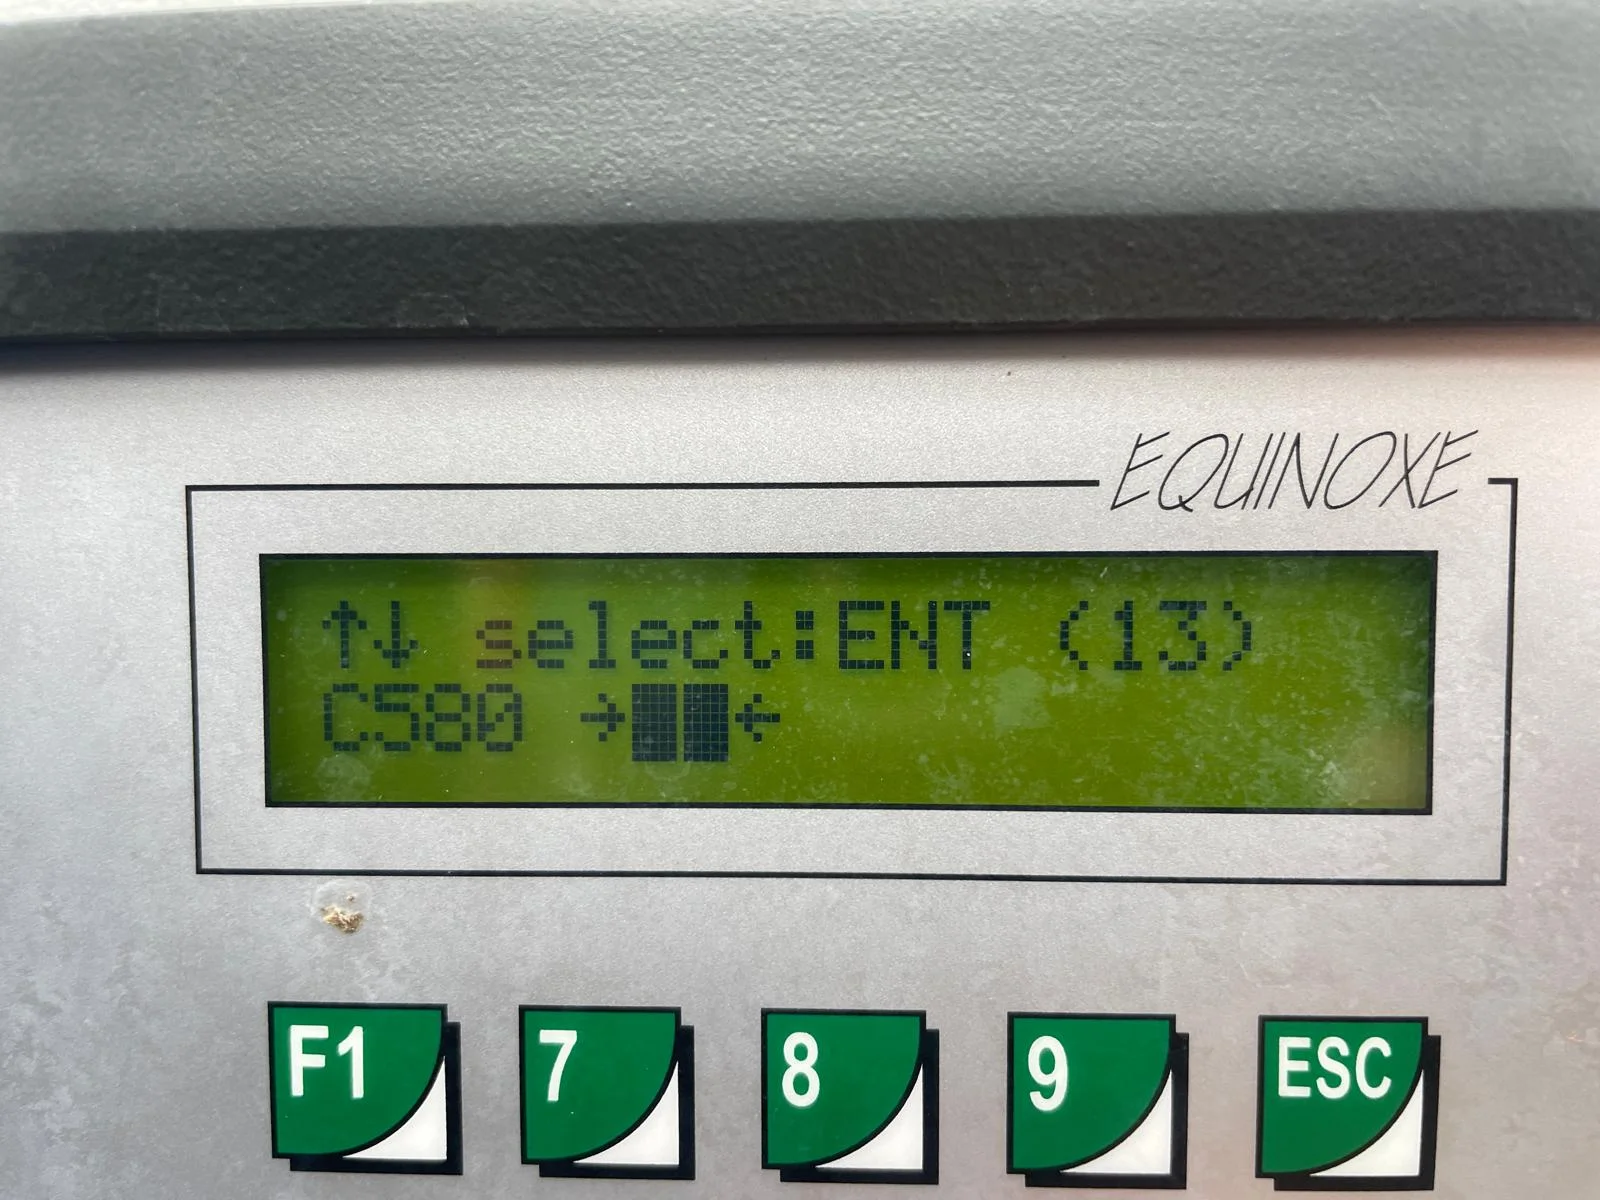 EQUINOXE
↑↓ select:ENT (13)
C580 →██←
F1 7 8 9 ESC